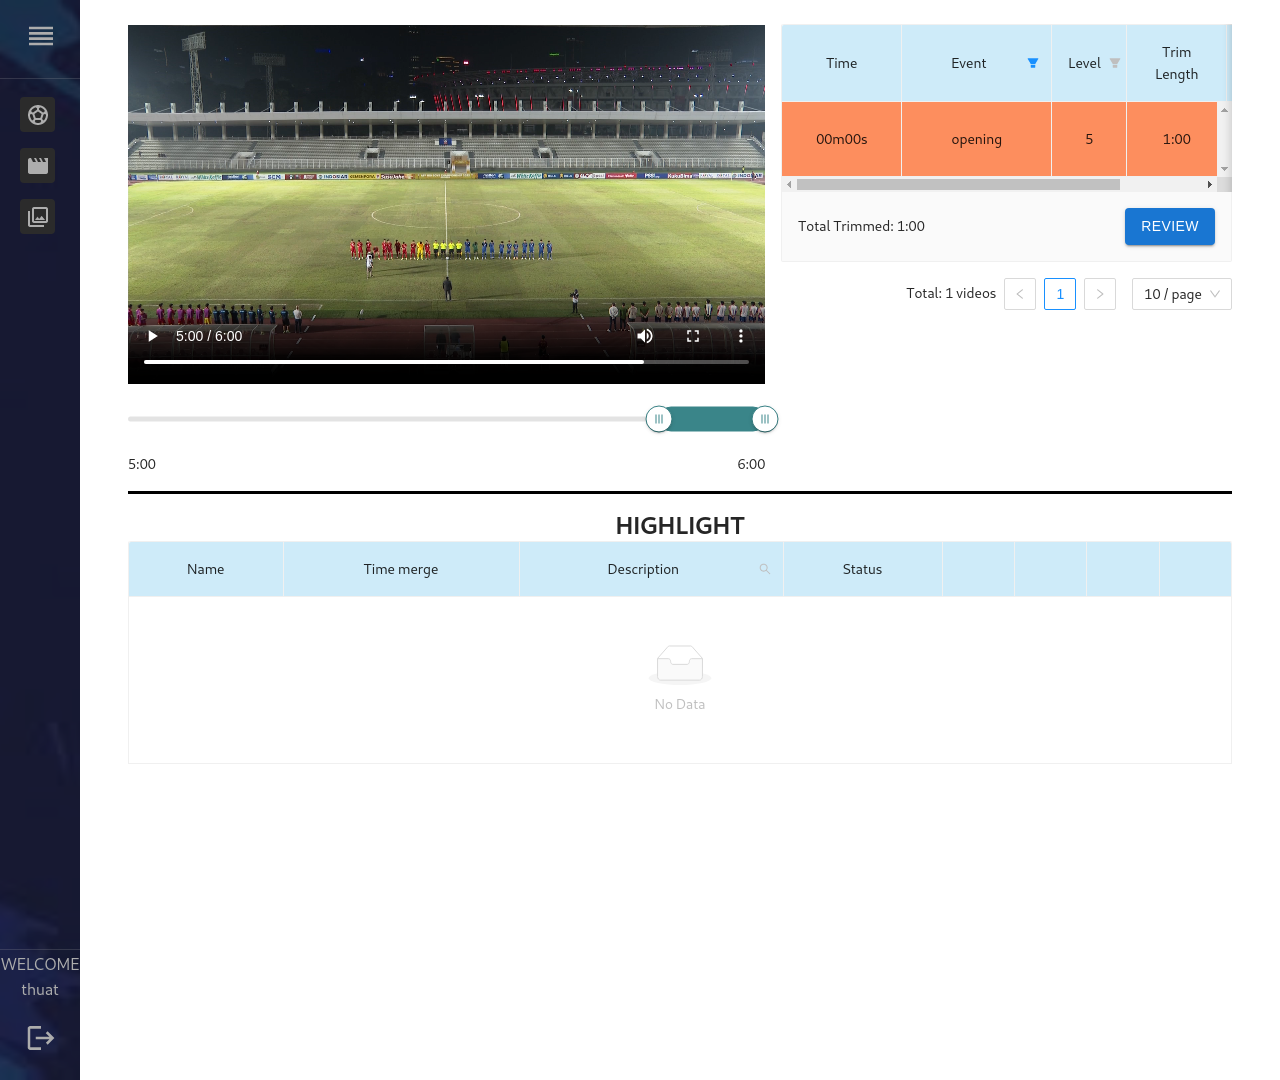 Time Event Level Trim Length
00m00s opening 5 1:00
Total Trimmed: 1:00 REVIEW
Total: 1 videos 1 10 / page
5:00 / 6:00
5:00 6:00
HIGHLIGHT
Name Time merge Description Status
No Data
WELCOME
thuat